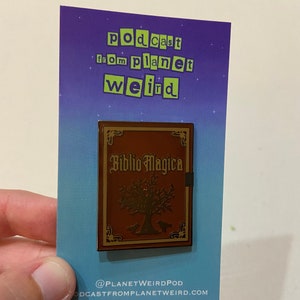 podcast
from planet
weird
Biblio Magica
@PlanetWeirdPod
podcastfromplanetweird.com